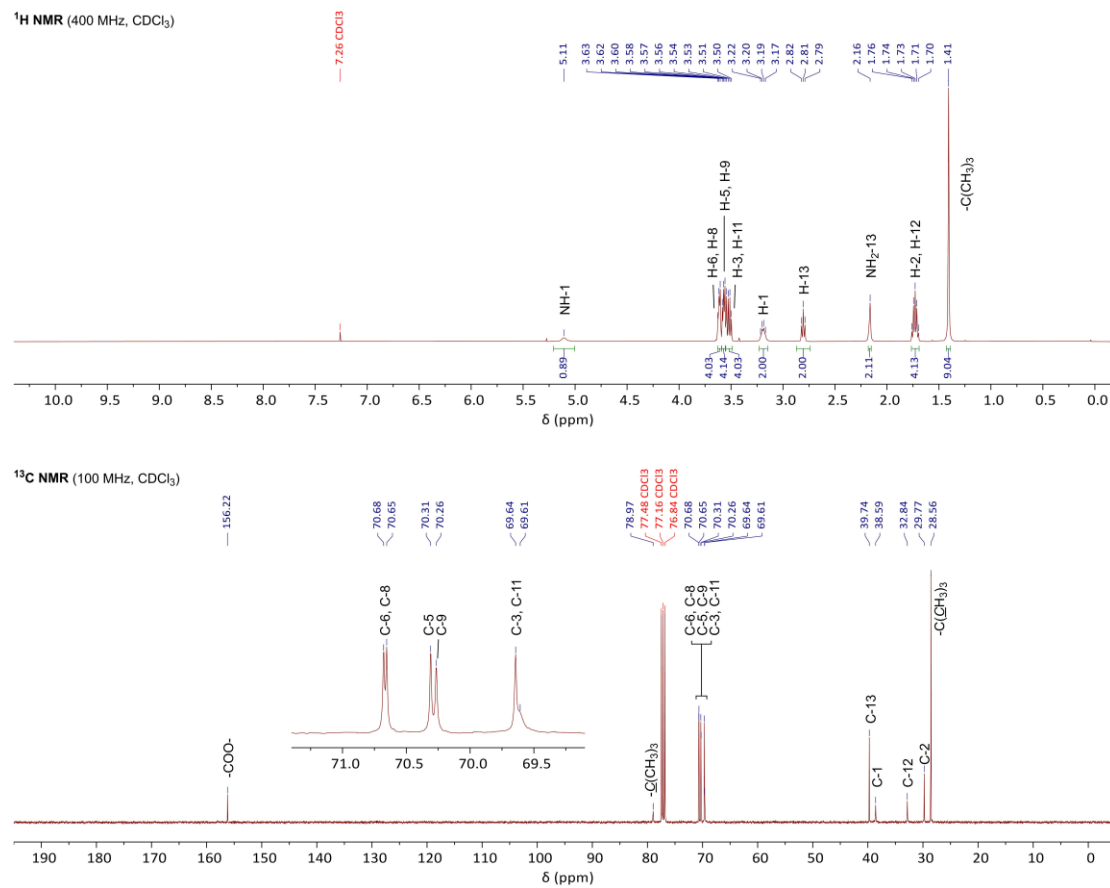 ¹H NMR (400 MHz, CDCl₃)
7.26 CDCl3
5.11
3.63
3.62
3.60
3.58
3.57
3.56
3.54
3.53
3.51
3.50
3.22
3.20
3.19
3.17
2.82
2.81
2.79
2.16
1.76
1.74
1.73
1.71
1.70
1.41
NH-1
H-6, H-8
H-5, H-9
H-3, H-11
H-1
H-13
NH₂-13
H-2, H-12
-C(CH₃)₃
0.89
4.03
4.14
4.03
2.00
2.00
2.11
4.13
9.04
10.0 9.5 9.0 8.5 8.0 7.5 7.0 6.5 6.0 5.5 5.0 4.5 4.0 3.5 3.0 2.5 2.0 1.5 1.0 0.5 0.0
δ (ppm)
¹³C NMR (100 MHz, CDCl₃)
156.22
70.68
70.65
70.31
70.26
69.64
69.61
78.97
77.48 CDCl3
77.16 CDCl3
76.84 CDCl3
70.68
70.65
70.31
70.26
69.64
69.61
39.74
38.59
32.84
29.77
28.56
-COO-
C-6, C-8
C-5
C-9
C-3, C-11
71.0 70.5 70.0 69.5
-C(CH₃)₃
C-6, C-8
C-5, C-9
C-3, C-11
C-13
C-1
C-12
C-2
-C(CH₃)₃
190 180 170 160 150 140 130 120 110 100 90 80 70 60 50 40 30 20 10 0
δ (ppm)